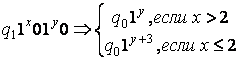 q₁1ˣ01ʸ0 ⇒ { q₀1ʸ, если x > 2
q₀1ʸ⁺³, если x ≤ 2